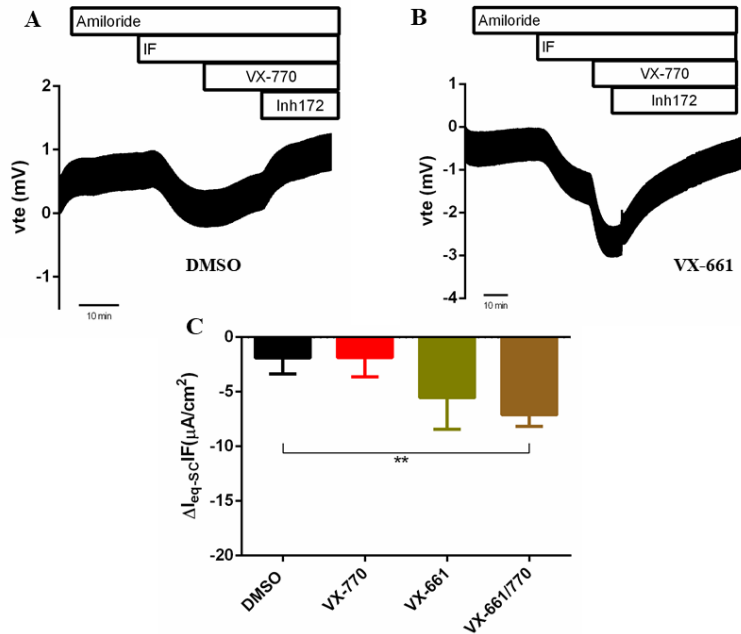 A
Amiloride
IF
VX-770
Inh172
2
1
0
-1
vte (mV)
DMSO
10 min
B
Amiloride
IF
VX-770
Inh172
1
0
-1
-2
-3
-4
vte (mV)
VX-661
10 min
C
0
-5
-10
-15
-20
ΔIeq-SCIF(μA/cm2)
**
DMSO
VX-770
VX-661
VX-661/770